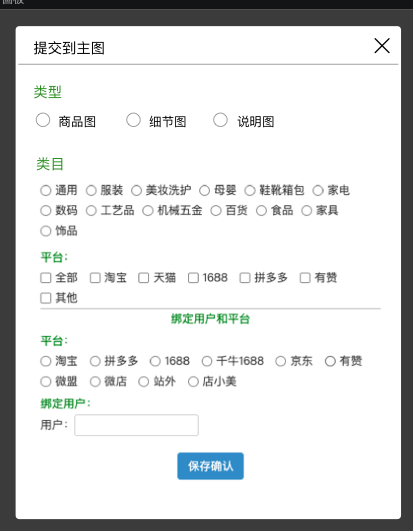 面板
提交到主图
类型
商品图 细节图 说明图
类目
通用 服装 美妆洗护 母婴 鞋靴箱包 家电
数码 工艺品 机械五金 百货 食品 家具
饰品
平台:
全部 淘宝 天猫 1688 拼多多 有赞
其他
绑定用户和平台
平台:
淘宝 拼多多 1688 千牛1688 京东 有赞
微盟 微店 站外 店小美
绑定用户:
用户:
保存确认